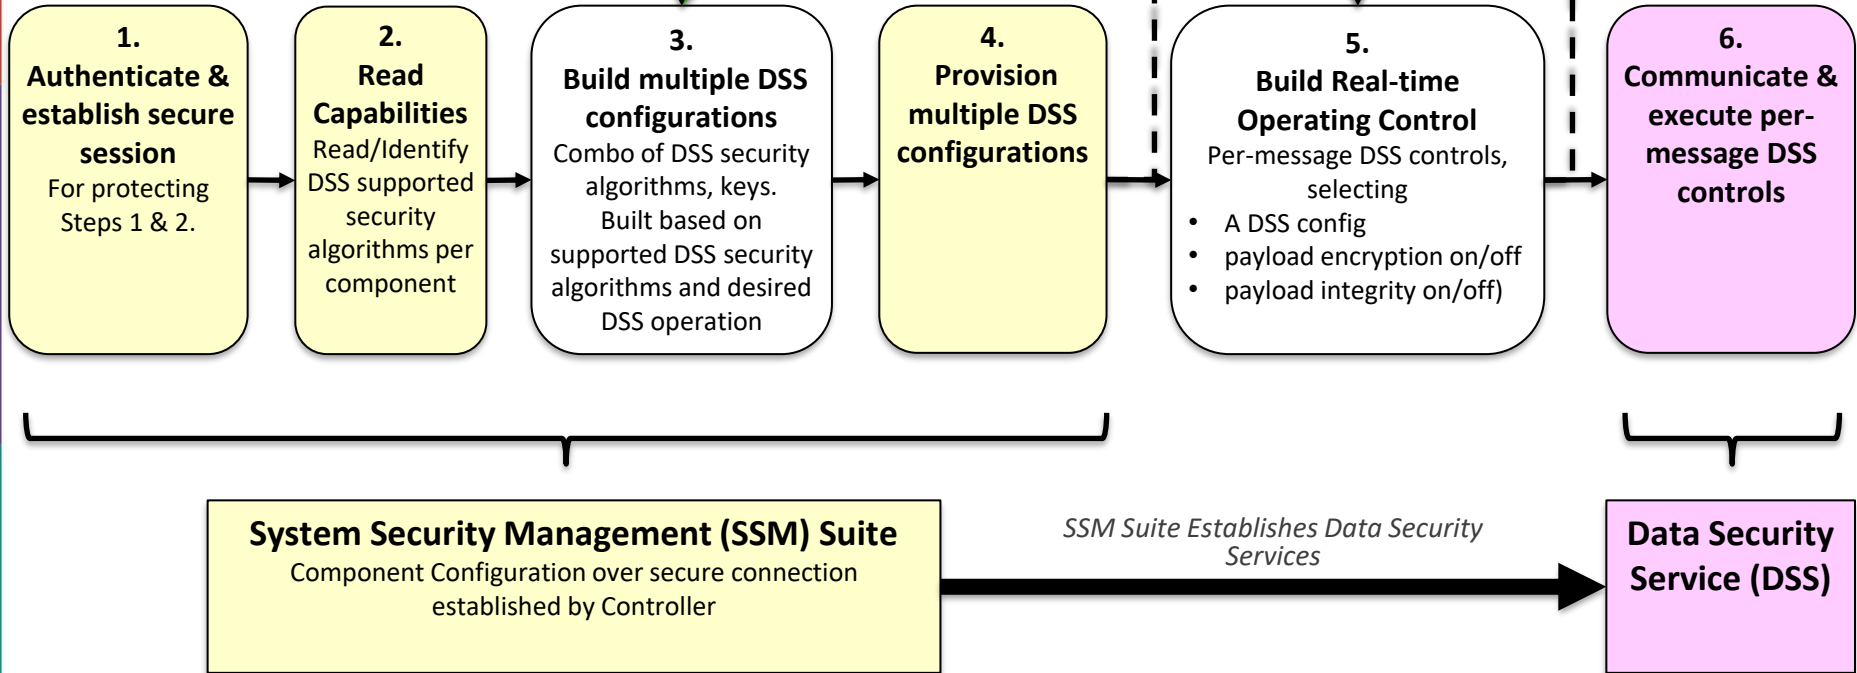 1.
Authenticate &
establish secure
session
For protecting
Steps 1 & 2.
2.
Read
Capabilities
Read/Identify
DSS supported
security
algorithms per
component
3.
Build multiple DSS
configurations
Combo of DSS security
algorithms, keys.
Built based on
supported DSS security
algorithms and desired
DSS operation
4.
Provision
multiple DSS
configurations
5.
Build Real-time
Operating Control
Per-message DSS controls,
selecting
• A DSS config
• payload encryption on/off
• payload integrity on/off)
6.
Communicate &
execute per-
message DSS
controls
System Security Management (SSM) Suite
Component Configuration over secure connection
established by Controller
SSM Suite Establishes Data Security
Services
Data Security
Service (DSS)